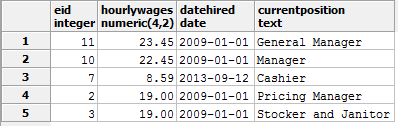 eid hourlywages datehired currentposition
integer numeric(4,2) date text
1 11 23.45 2009-01-01 General Manager
2 10 22.45 2009-01-01 Manager
3 7 8.59 2013-09-12 Cashier
4 2 19.00 2009-01-01 Pricing Manager
5 3 19.00 2009-01-01 Stocker and Janitor